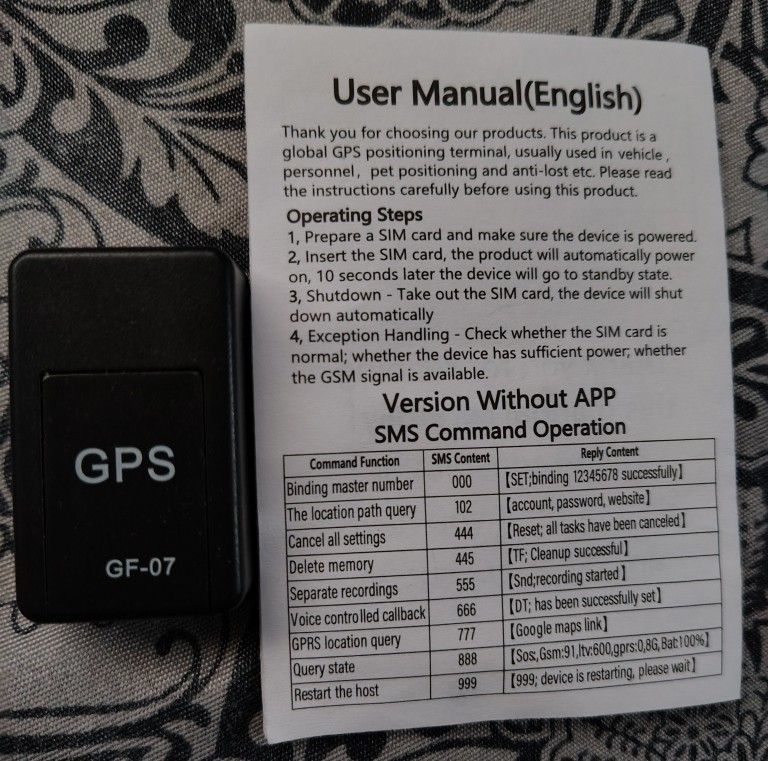 GPS
GF-07
User Manual(English)
Thank you for choosing our products. This product is a
global GPS positioning terminal, usually used in vehicle ,
personnel, pet positioning and anti-lost etc. Please read
the instructions carefully before using this product.
Operating Steps
1, Prepare a SIM card and make sure the device is powered.
2, Insert the SIM card, the product will automatically power
on, 10 seconds later the device will go to standby state.
3, Shutdown - Take out the SIM card, the device will shut
down automatically
4, Exception Handling - Check whether the SIM card is
normal; whether the device has sufficient power; whether
the GSM signal is available.
Version Without APP
SMS Command Operation
Command Function SMS Content Reply Content
Binding master number 000 【SET;binding 12345678 successfully】
The location path query 102 【account, password, website】
Cancel all settings 444 【Reset; all tasks have been canceled】
Delete memory 445 【TF; Cleanup successful】
Separate recordings 555 【Snd;recording started】
Voice controlled callback 666 【DT; has been successfully set】
GPRS location query 777 【Google maps link】
Query state 888 【Sos:,Gsm:91,ltv:600,gprs:0,8G,Bat:100%】
Restart the host 999 【999; device is restarting, please wait】